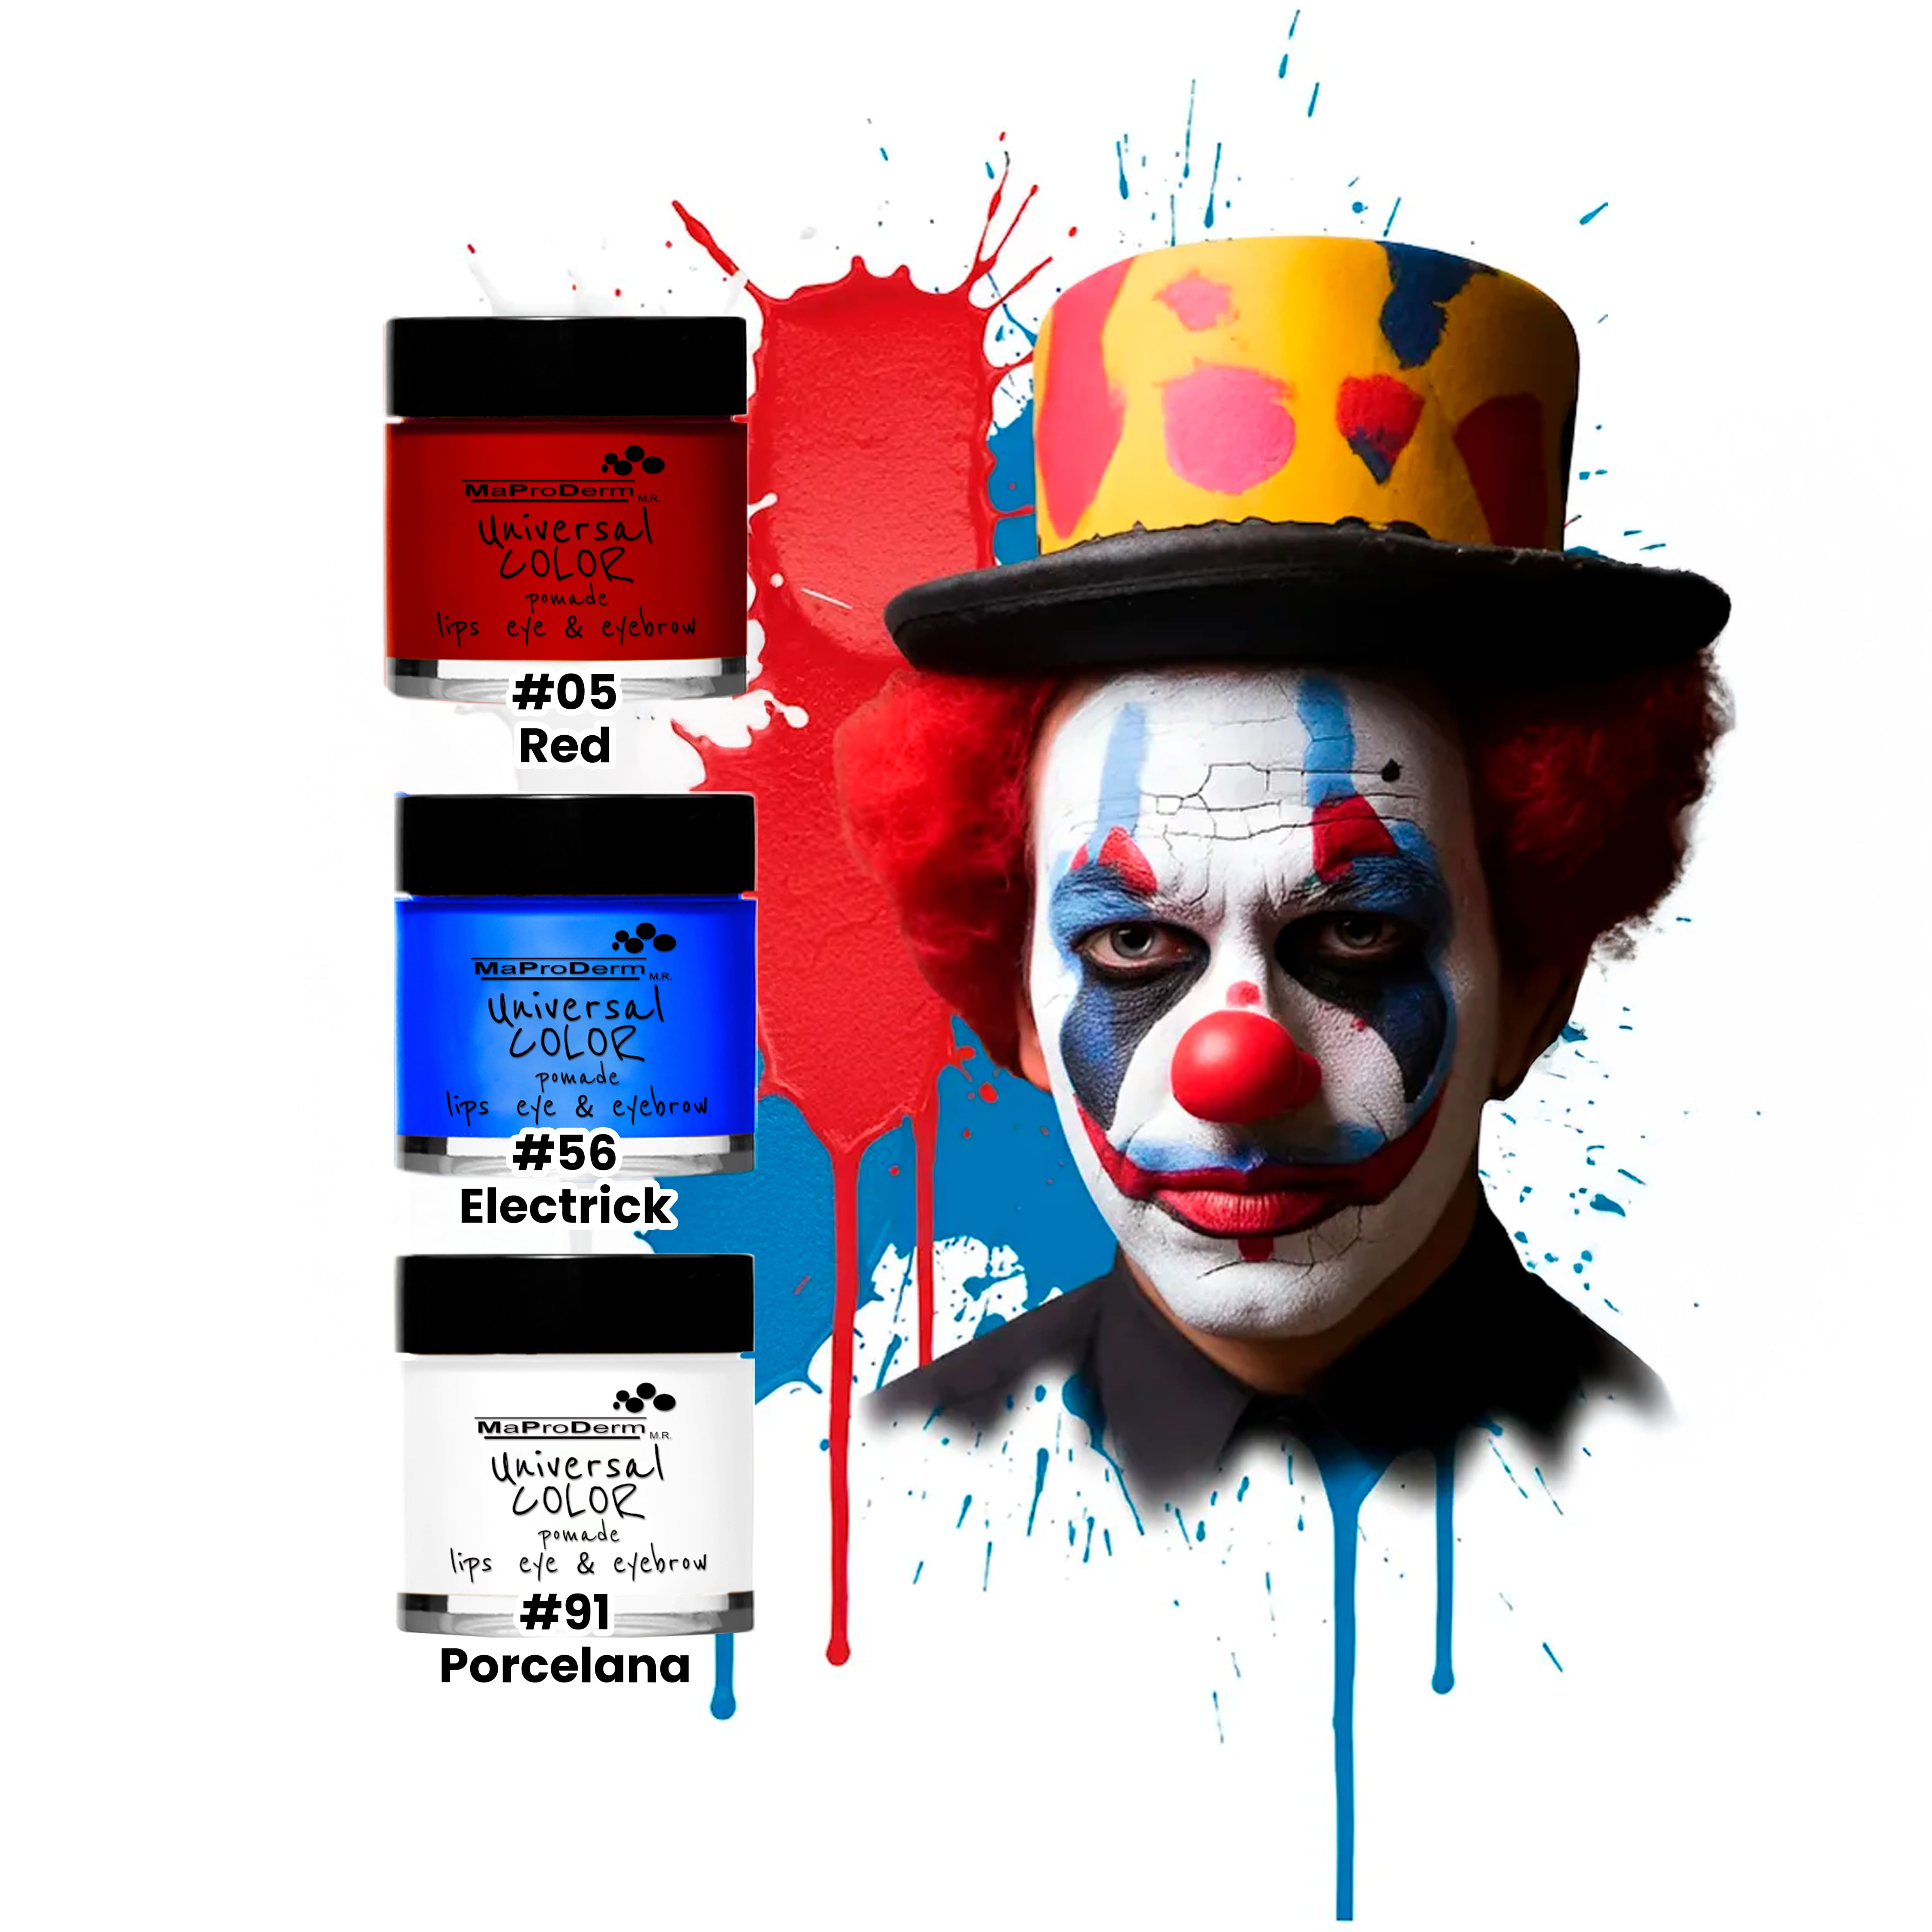 MaProDerm M.R.
Universal
COLOR
pomade
lips eye & eyebrow
#05
Red
MaProDerm M.R.
Universal
COLOR
pomade
lips eye & eyebrow
#56
Electrick
MaProDerm M.R.
Universal
COLOR
pomade
lips eye & eyebrow
#91
Porcelana